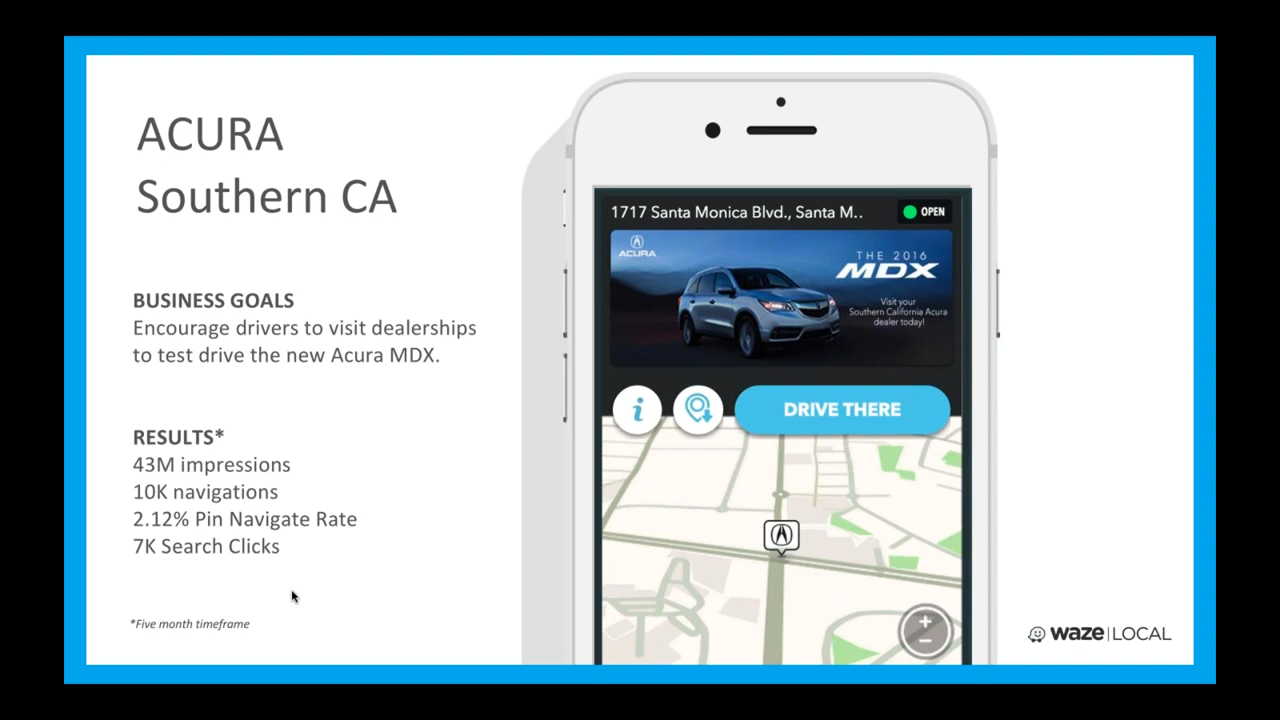 ACURA
Southern CA
BUSINESS GOALS
Encourage drivers to visit dealerships
to test drive the new Acura MDX.
RESULTS*
43M impressions
10K navigations
2.12% Pin Navigate Rate
7K Search Clicks
*Five month timeframe
1717 Santa Monica Blvd., Santa M..
OPEN
ACURA
THE 2016
MDX
Visit your
Southern California Acura
dealer today!
i
DRIVE THERE
waze | LOCAL